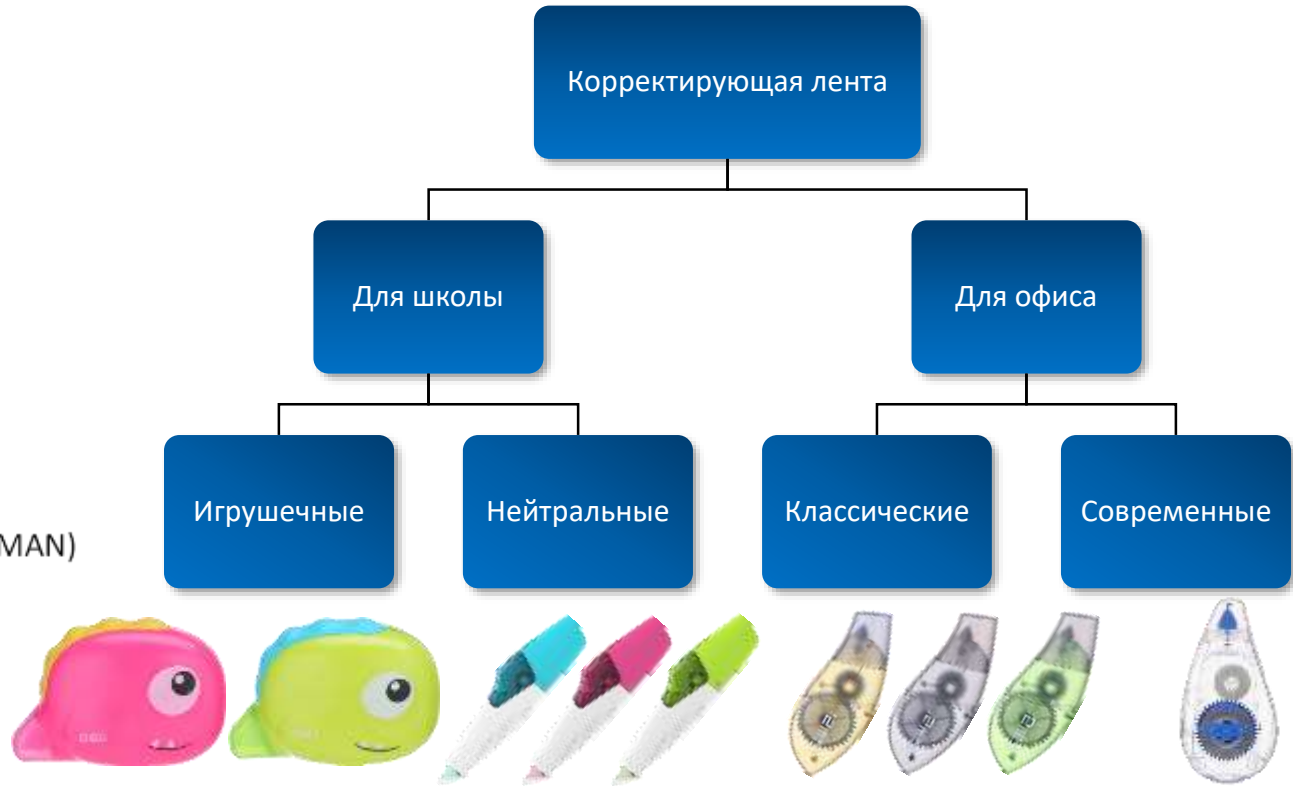 Корректирующая лента
Для школы
Для офиса
Игрушечные
Нейтральные
Классические
Современные
MAN)